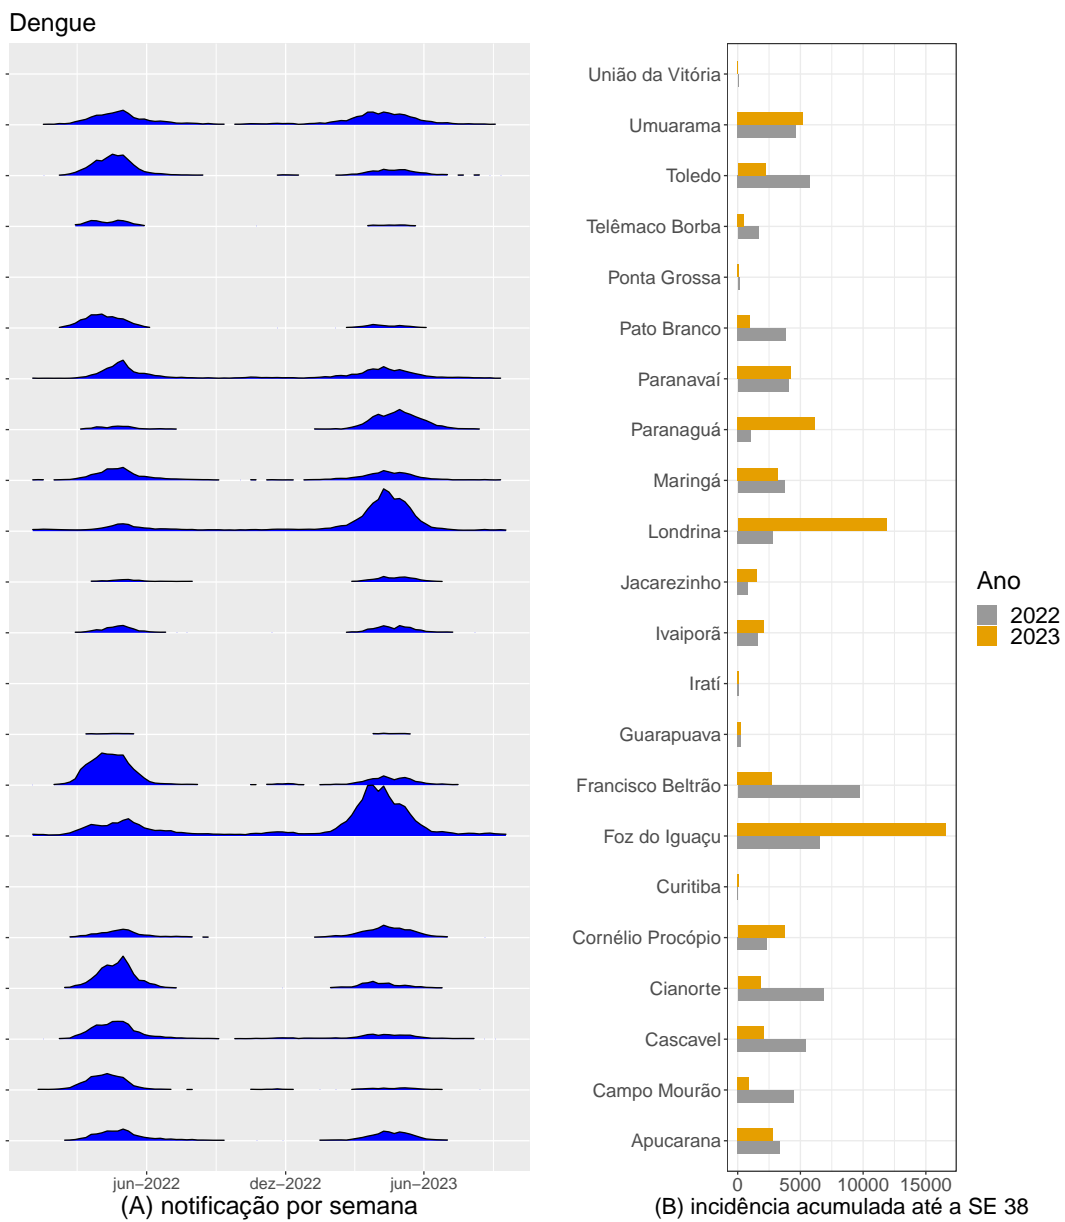 Dengue
União da Vitória
Umuarama
Toledo
Telêmaco Borba
Ponta Grossa
Pato Branco
Paranavaí
Paranaguá
Maringá
Londrina
Jacarezinho
Ivaiporã
Iratí
Guarapuava
Francisco Beltrão
Foz do Iguaçu
Curitiba
Cornélio Procópio
Cianorte
Cascavel
Campo Mourão
Apucarana
Ano
2022
2023
jun−2022 dez−2022 jun−2023
0 5000 10000 15000
(A) notificação por semana
(B) incidência acumulada até a SE 38